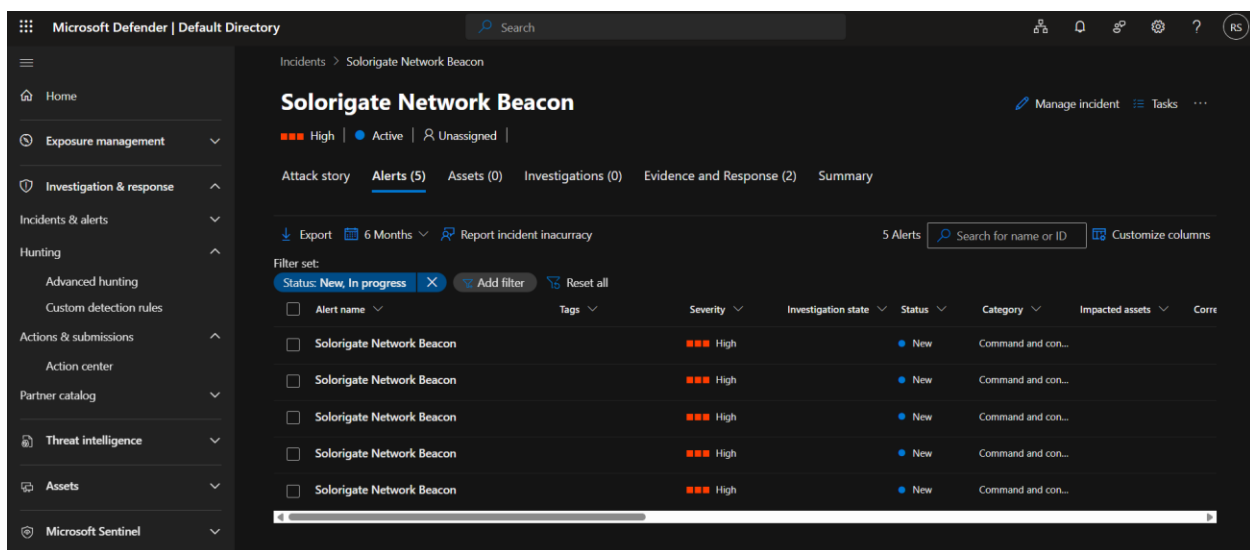 Microsoft Defender | Default Directory
Search
?
RS
Home
Exposure management
Investigation & response
Incidents & alerts
Hunting
Advanced hunting
Custom detection rules
Actions & submissions
Action center
Partner catalog
Threat intelligence
Assets
Microsoft Sentinel
Incidents > Solorigate Network Beacon
Solorigate Network Beacon
Manage incident Tasks ...
High | Active | Unassigned |
Attack story Alerts (5) Assets (0) Investigations (0) Evidence and Response (2) Summary
Export 6 Months Report incident inacurracy 5 Alerts Search for name or ID Customize columns
Filter set:
Status: New, In progress Add filter Reset all
Alert name Tags Severity Investigation state Status Category Impacted assets Corre
Solorigate Network Beacon High New Command and con...
Solorigate Network Beacon High New Command and con...
Solorigate Network Beacon High New Command and con...
Solorigate Network Beacon High New Command and con...
Solorigate Network Beacon High New Command and con...